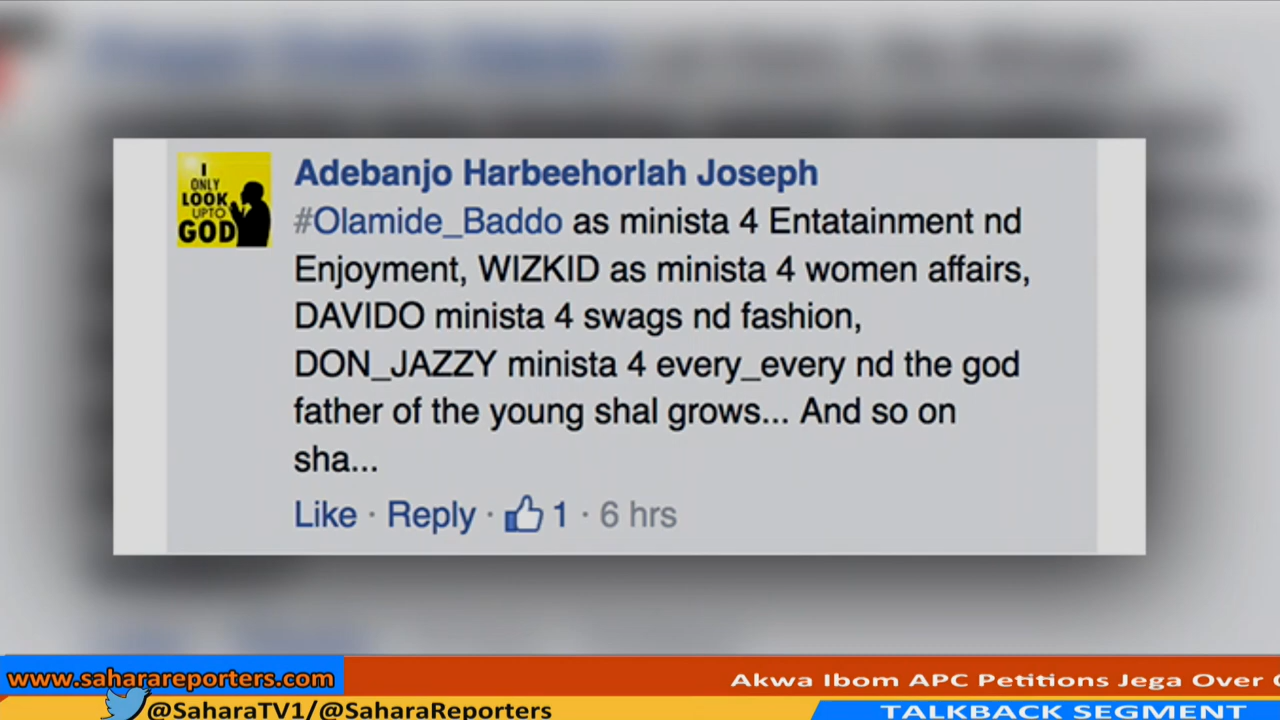 I
ONLY
LOOK
UPTO
GOD
Adebanjo Harbeehorlah Joseph
#Olamide_Baddo as minista 4 Entatainment nd
Enjoyment, WIZKID as minista 4 women affairs,
DAVIDO minista 4 swags nd fashion,
DON_JAZZY minista 4 every_every nd the god
father of the young shal grows... And so on
sha...
Like · Reply · 1 · 6 hrs
www.saharareporters.com
Akwa Ibom APC Petitions Jega Over
@SaharaTV1/@SaharaReporters
TALKBACK SEGMENT